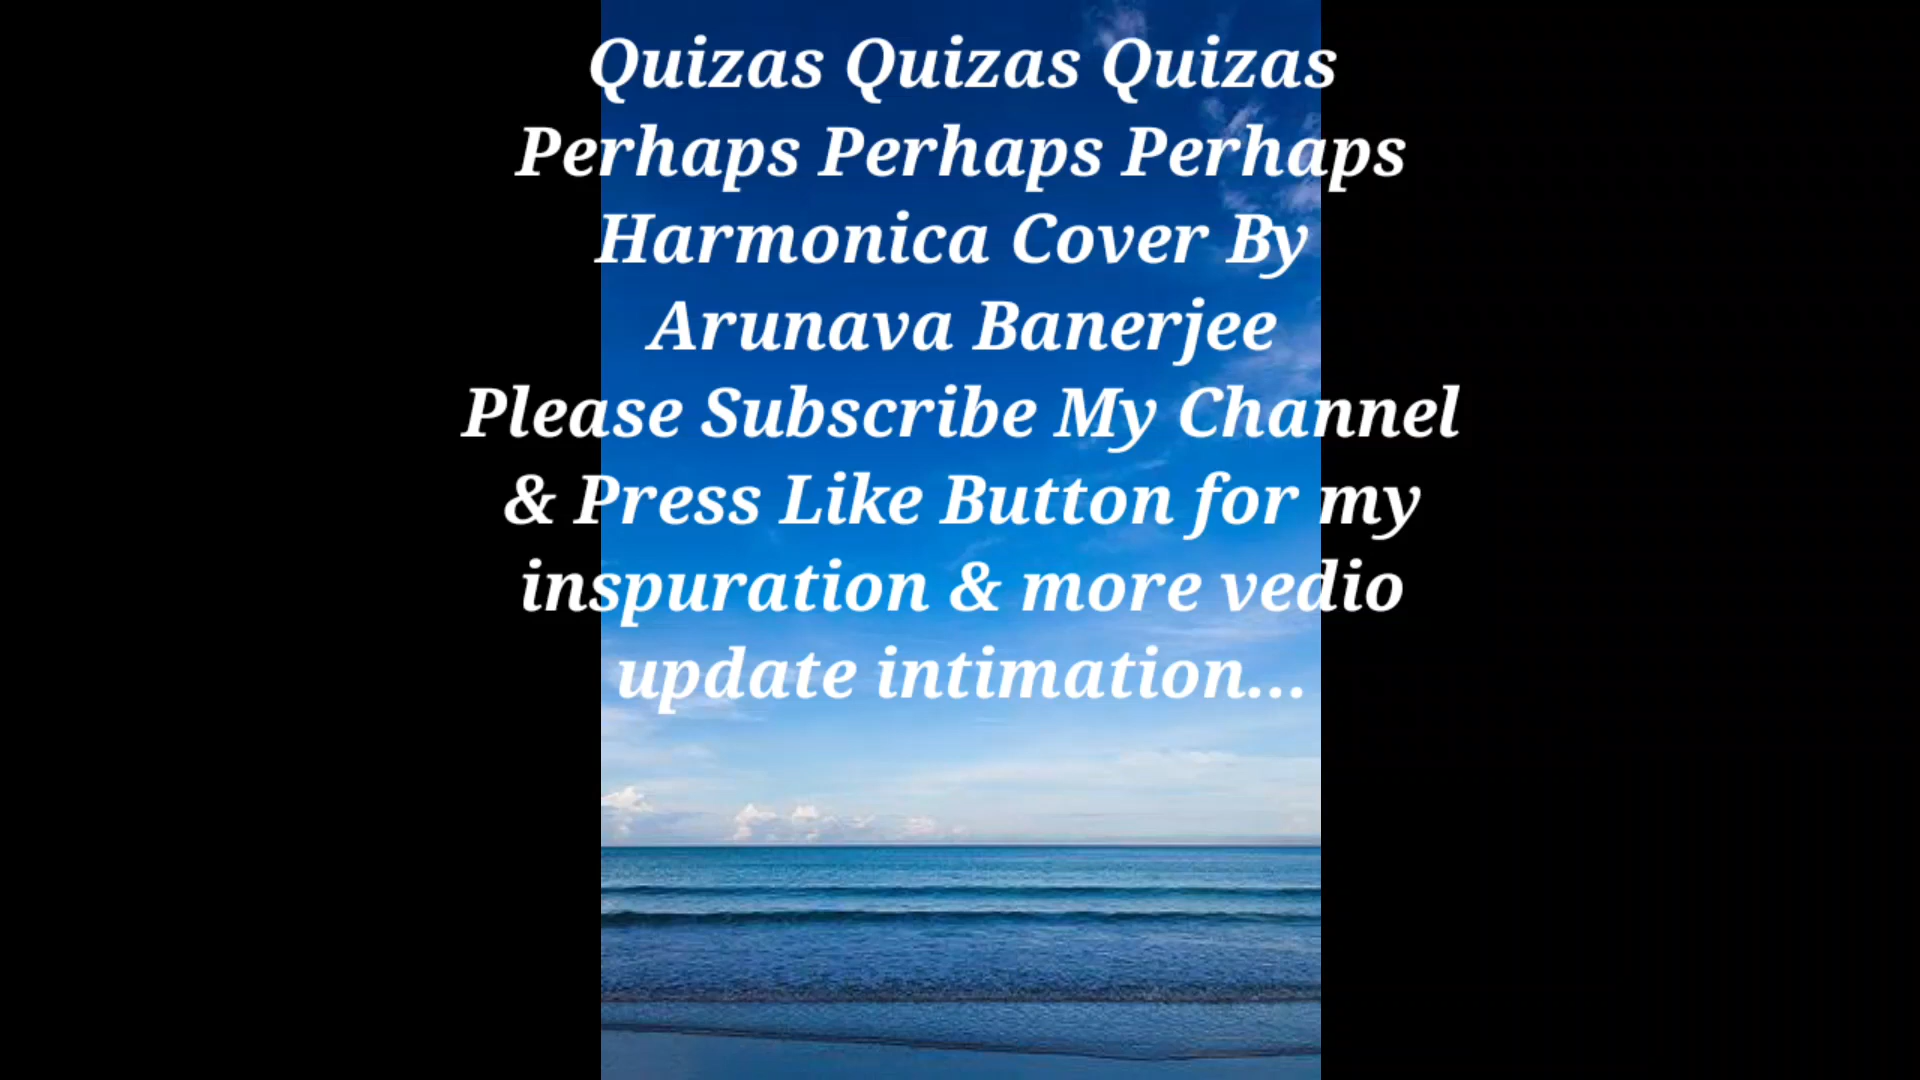 Quizas Quizas Quizas
Perhaps Perhaps Perhaps
Harmonica Cover By
Arunava Banerjee
Please Subscribe My Channel
& Press Like Button for my
inspuration & more vedio
update intimation...